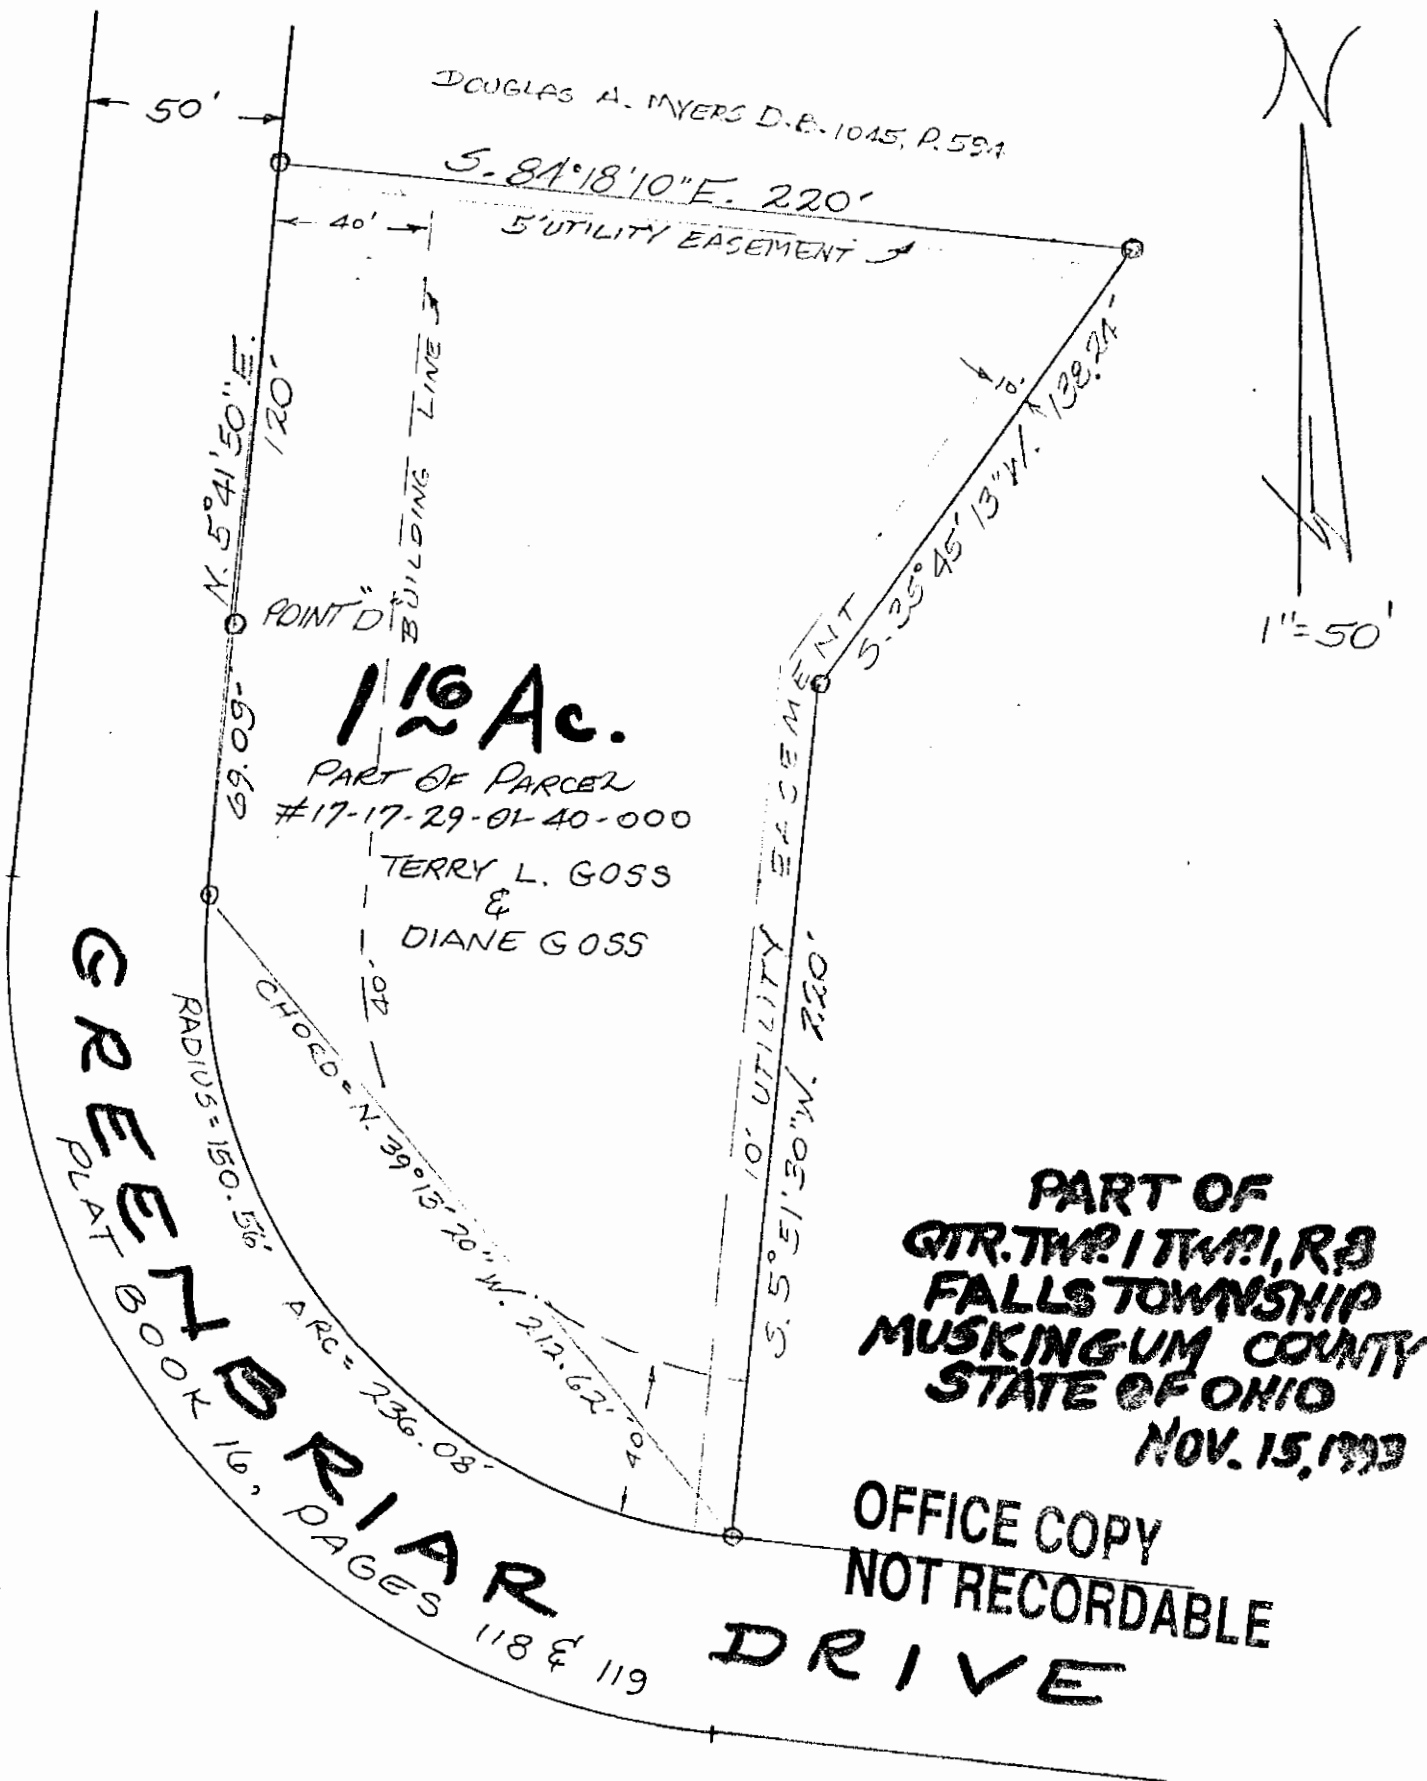 N
50'
DOUGLAS A. MYERS D.B. 1045, P. 594
S. 84°18'10"E. 220'
40'
5' UTILITY EASEMENT
N. 5°41'50"E.
120'
BUILDING LINE
10'
S. 35°45'13"W. 138.24'
1"=50'
POINT "D"
1 16 Ac.
69.09'
PART OF PARCEL
#17-17-29-01-40-000
TERRY L. GOSS
&
DIANE GOSS
40'
10' UTILITY EASEMENT
S. 5°51'30"W. 220'
CHORD= N. 39°13'20"W. 212.62'
RADIUS= 150.56'
ARC= 236.08'
40'
GREENBRIAR DRIVE
PLAT BOOK 16, PAGES 118 & 119
PART OF
QTR. TWP. 1 TWP. 1, R. 8
FALLS TOWNSHIP
MUSKINGUM COUNTY
STATE OF OHIO
NOV. 15, 1993
OFFICE COPY
NOT RECORDABLE